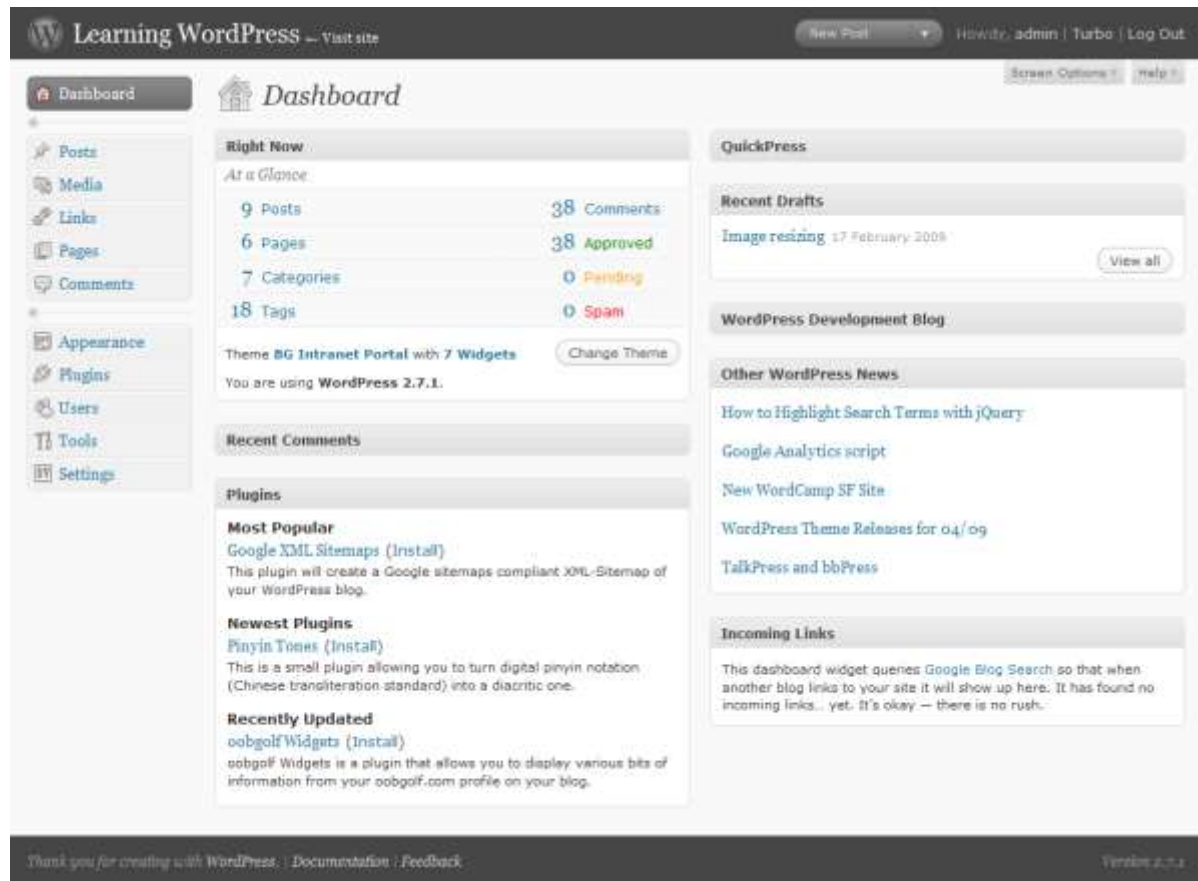 Learning WordPress ← Visit site
New Post
Howdy, admin | Turbo | Log Out
Screen Options
Help
Dashboard
Posts
Media
Links
Pages
Comments
Appearance
Plugins
Users
Tools
Settings
Dashboard
Right Now
At a Glance
9 Posts 38 Comments
6 Pages 38 Approved
7 Categories 0 Pending
18 Tags 0 Spam
Theme BG Intranet Portal with 7 Widgets Change Theme
You are using WordPress 2.7.1.
Recent Comments
Plugins
Most Popular
Google XML Sitemaps (Install)
This plugin will create a Google sitemaps compliant XML-Sitemap of
your WordPress blog.
Newest Plugins
Pinyin Tones (Install)
This is a small plugin allowing you to turn digital pinyin notation
(Chinese transliteration standard) into a diacritic one.
Recently Updated
oobgolf Widgets (Install)
oobgolf Widgets is a plugin that allows you to display various bits of
information from your oobgolf.com profile on your blog.
QuickPress
Recent Drafts
Image resizing 17 February 2009
View all
WordPress Development Blog
Other WordPress News
How to Highlight Search Terms with jQuery
Google Analytics script
New WordCamp SF Site
WordPress Theme Releases for 04/09
TalkPress and bbPress
Incoming Links
This dashboard widget queries Google Blog Search so that when
another blog links to your site it will show up here. It has found no
incoming links… yet. It's okay — there is no rush.
Thank you for creating with WordPress. | Documentation | Feedback
Version 2.7.1